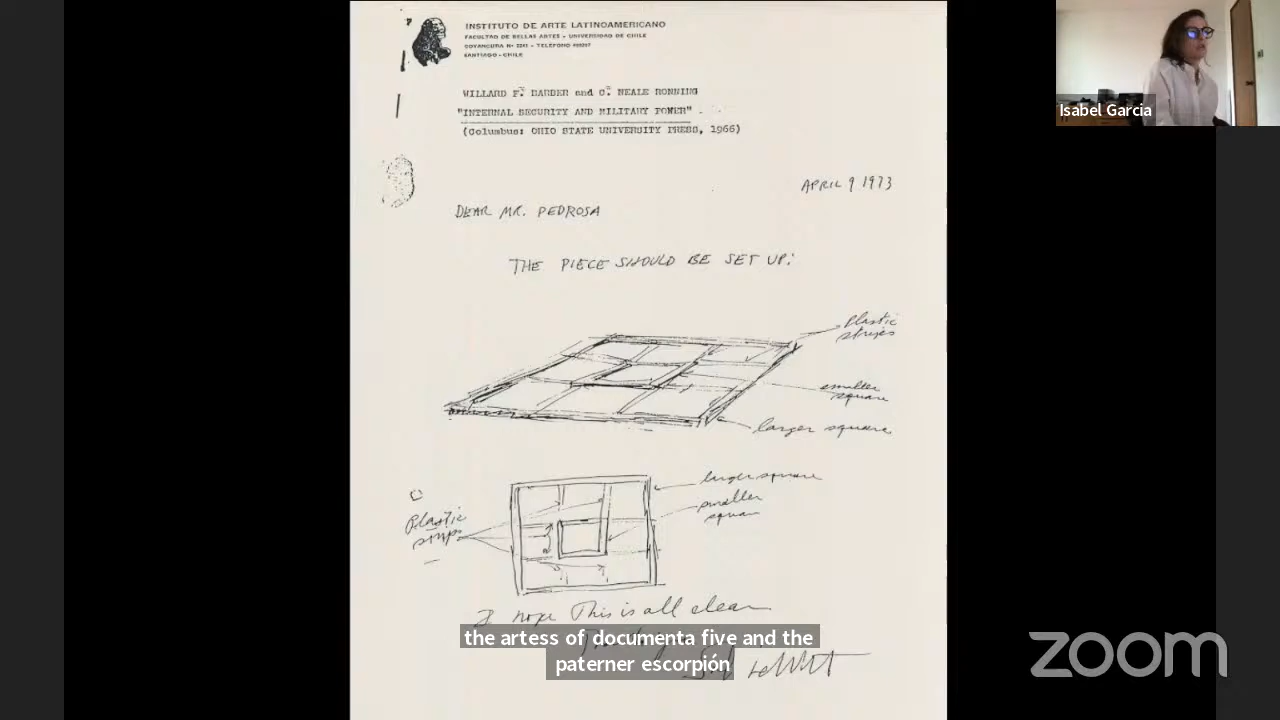 INSTITUTO DE ARTE LATINOAMERICANO
FACULTAD DE BELLAS ARTES - UNIVERSIDAD DE CHILE
SANTIAGO - CHILE
WILLARD F. BARBER and C. NEALE RONNING
"INTERNAL SECURITY AND MILITARY POWER"
(Columbus: OHIO STATE UNIVERSITY PRESS, 1966)
APRIL 9 1973
DEAR MR. PEDROSA
THE PIECE SHOULD BE SET UP:
Plastic
strips
smaller
square
larger square
larger square
smaller
square
Plastic
strips
I hope This is all clear
the artess of documenta five and the
paterner escorpión
Sol LeWitt
Isabel Garcia
zoom